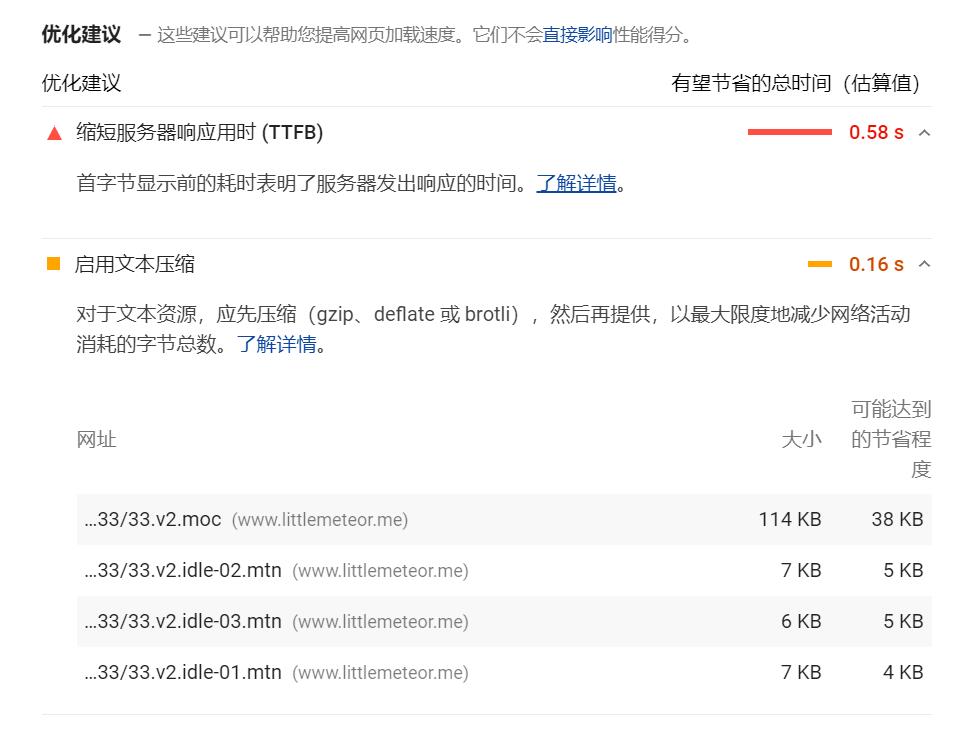 优化建议 — 这些建议可以帮助您提高网页加载速度。它们不会直接影响性能得分。
优化建议 有望节省的总时间（估算值）
缩短服务器响应用时 (TTFB) 0.58 s
首字节显示前的耗时表明了服务器发出响应的时间。了解详情。
启用文本压缩 0.16 s
对于文本资源，应先压缩（gzip、deflate 或 brotli），然后再提供，以最大限度地减少网络活动
消耗的字节总数。了解详情。
网址 大小 可能达到
的节省程
度
…33/33.v2.moc (www.littlemeteor.me) 114 KB 38 KB
…33/33.v2.idle-02.mtn (www.littlemeteor.me) 7 KB 5 KB
…33/33.v2.idle-03.mtn (www.littlemeteor.me) 6 KB 5 KB
…33/33.v2.idle-01.mtn (www.littlemeteor.me) 7 KB 4 KB